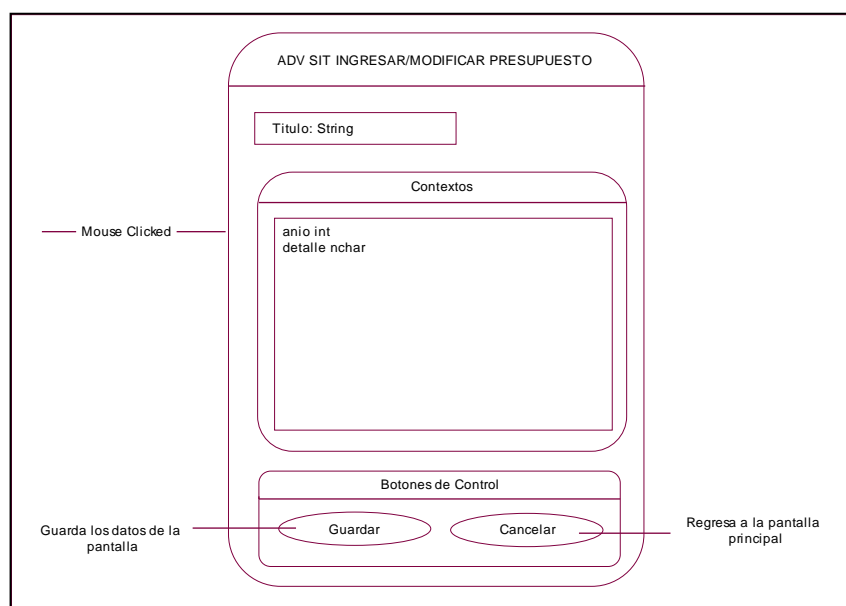 ADV SIT INGRESAR/MODIFICAR PRESUPUESTO
Titulo: String
Contextos
anio int
detalle nchar
Mouse Clicked
Botones de Control
Guardar
Cancelar
Guarda los datos de la
pantalla
Regresa a la pantalla
principal